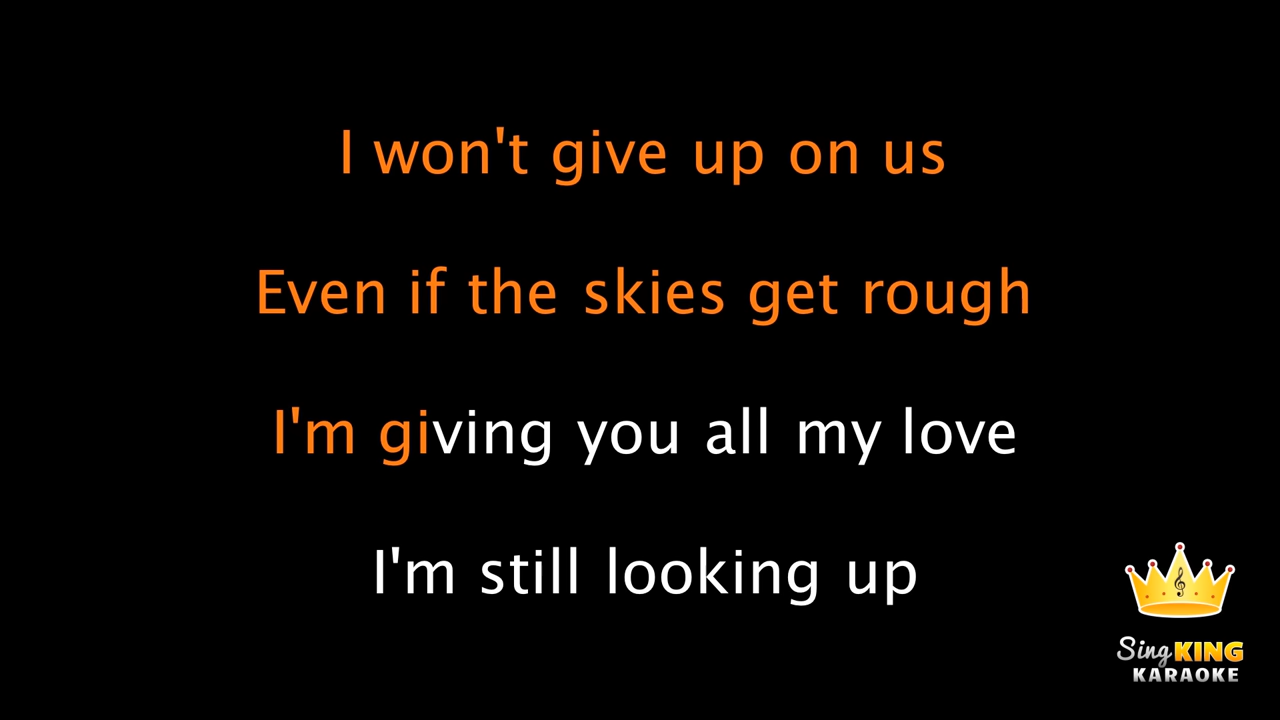 I won't give up on us
Even if the skies get rough
I'm giving you all my love
I'm still looking up
Sing KING
KARAOKE